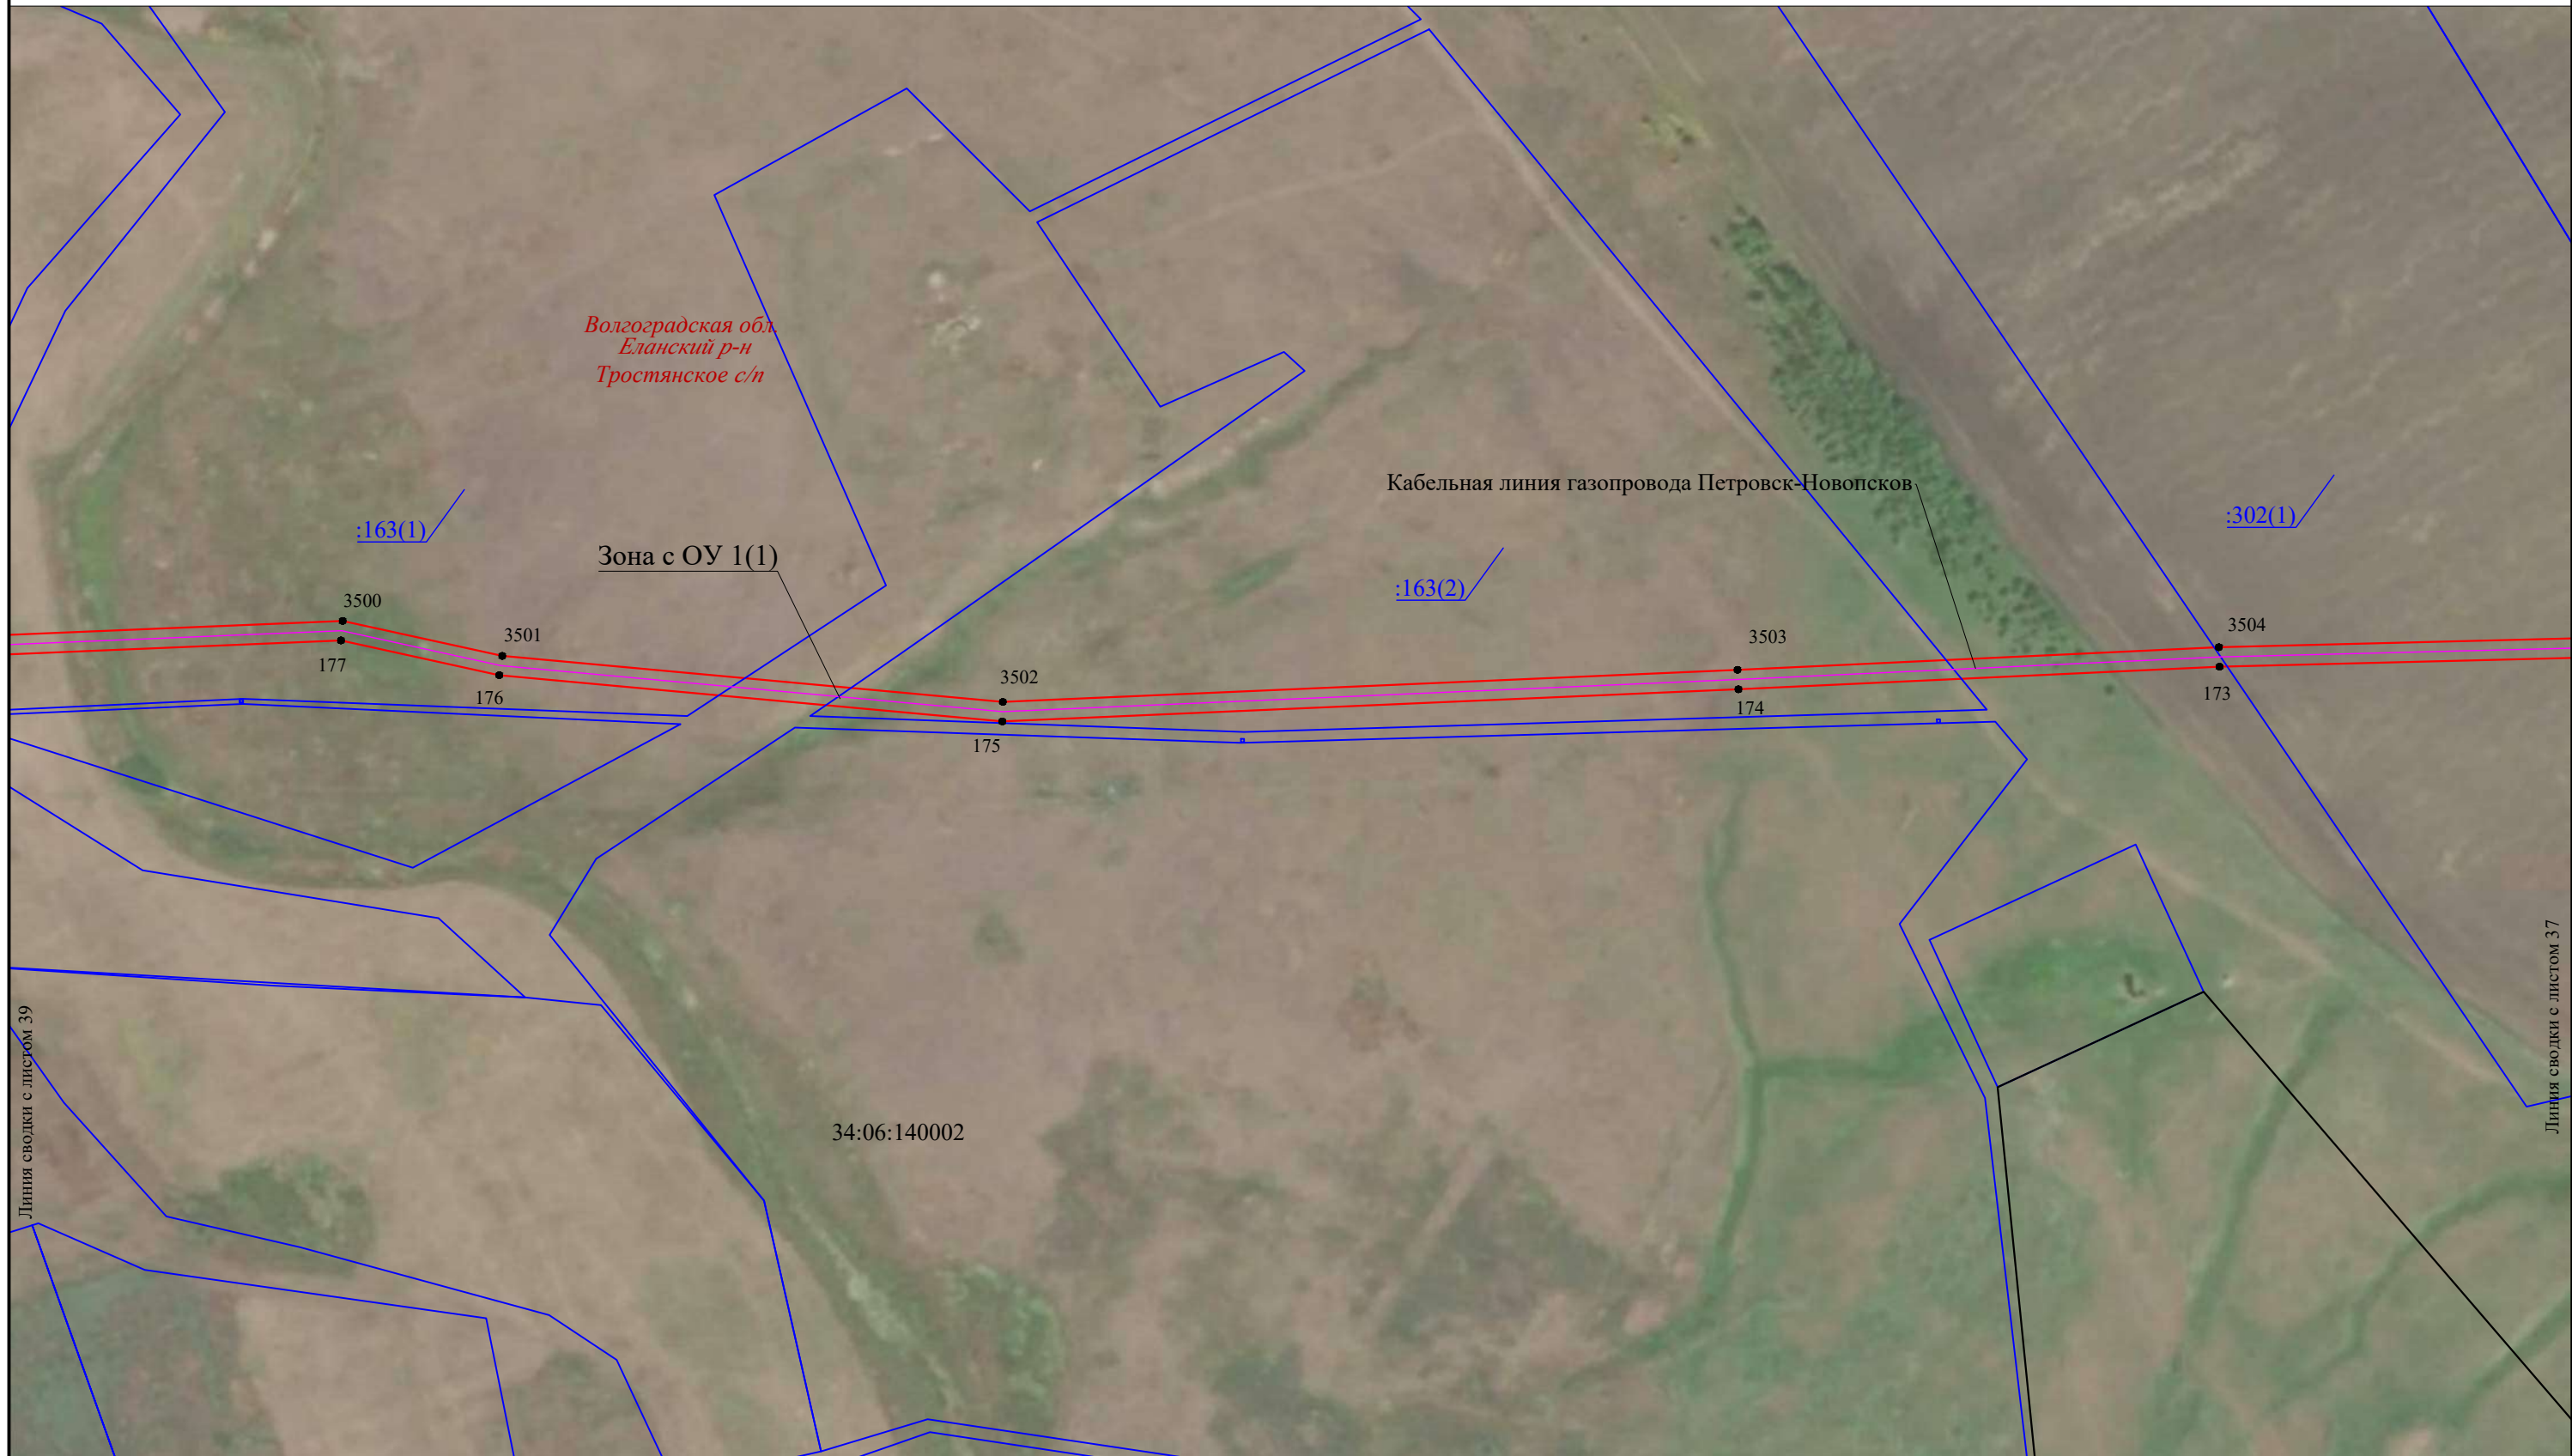 Волгоградская обл.
Еланский р-н
Тростянское с/п
Кабельная линия газопровода Петровск-Новопсков
:163(1)
:302(1)
Зона с ОУ 1(1)
:163(2)
3500
3501
3502
3503
3504
177
176
175
174
173
34:06:140002
Линия сводки с листом 39
Линия сводки с листом 37